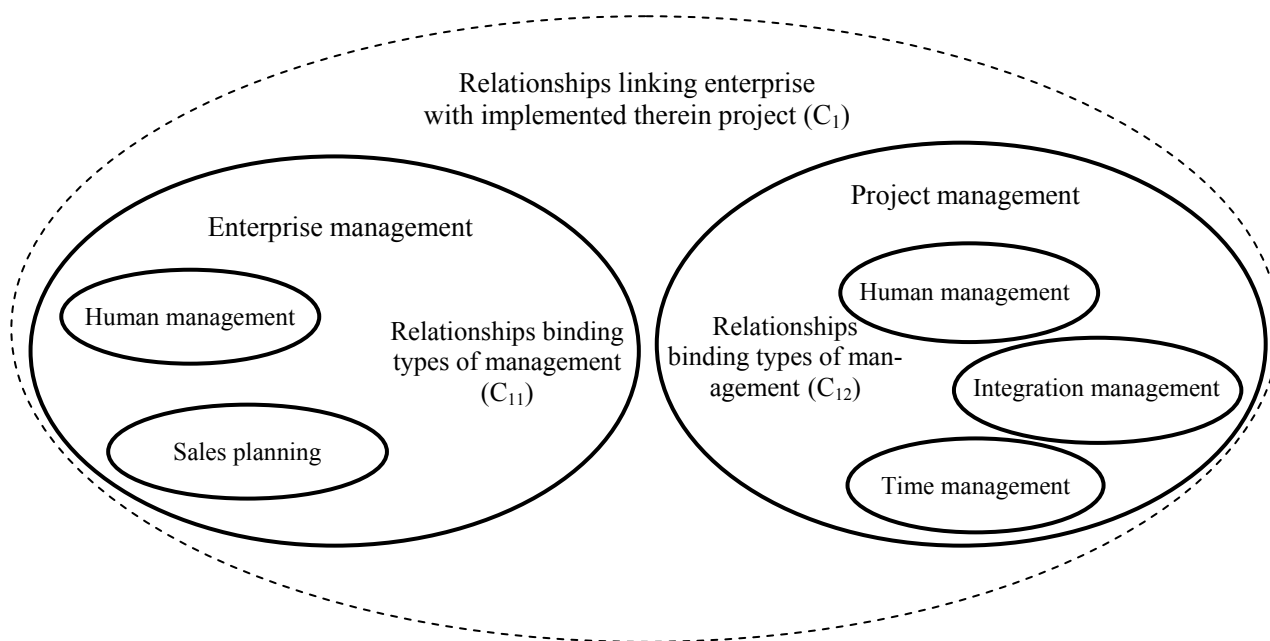 Relationships linking enterprise
with implemented therein project (C₁)
Enterprise management
Human management
Relationships binding
types of management
(C₁₁)
Sales planning
Project management
Human management
Relationships
binding types of man-
agement (C₁₂)
Integration management
Time management